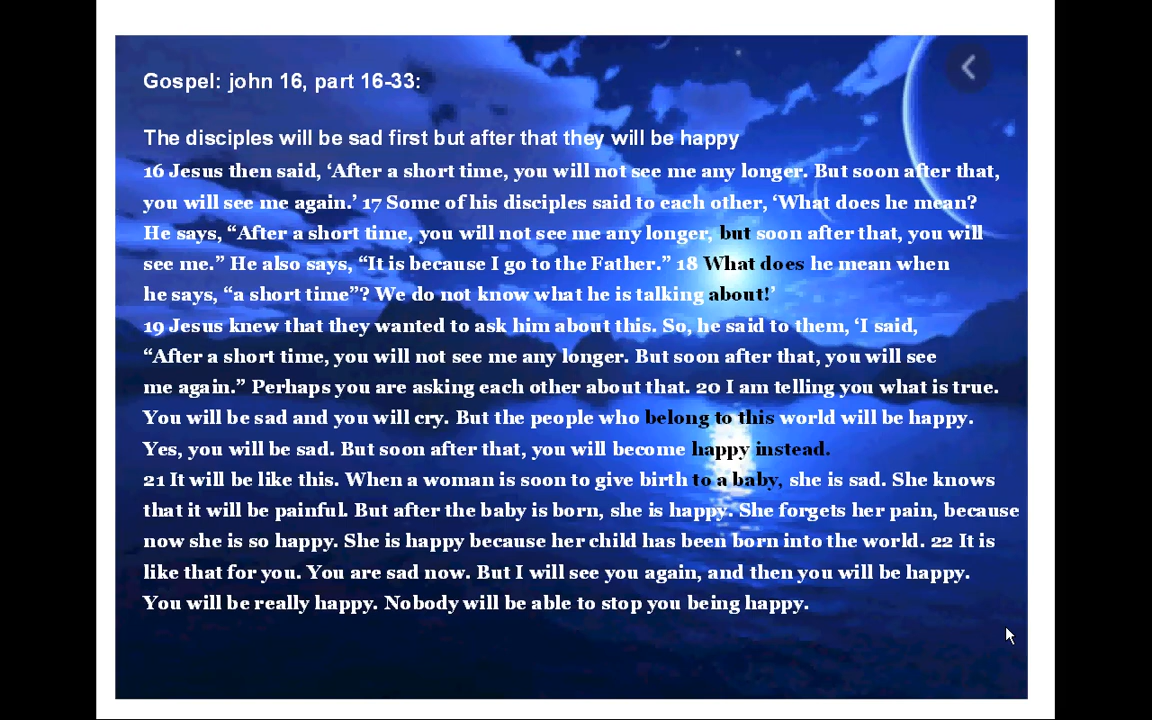 Gospel: john 16, part 16-33:
The disciples will be sad first but after that they will be happy
16 Jesus then said, ‘After a short time, you will not see me any longer. But soon after that,
you will see me again.’ 17 Some of his disciples said to each other, ‘What does he mean?
He says, “After a short time, you will not see me any longer, but soon after that, you will
see me.” He also says, “It is because I go to the Father.” 18 What does he mean when
he says, “a short time”? We do not know what he is talking about!’
19 Jesus knew that they wanted to ask him about this. So, he said to them, ‘I said,
“After a short time, you will not see me any longer. But soon after that, you will see
me again.” Perhaps you are asking each other about that. 20 I am telling you what is true.
You will be sad and you will cry. But the people who belong to this world will be happy.
Yes, you will be sad. But soon after that, you will become happy instead.
21 It will be like this. When a woman is soon to give birth to a baby, she is sad. She knows
that it will be painful. But after the baby is born, she is happy. She forgets her pain, because
now she is so happy. She is happy because her child has been born into the world. 22 It is
like that for you. You are sad now. But I will see you again, and then you will be happy.
You will be really happy. Nobody will be able to stop you being happy.